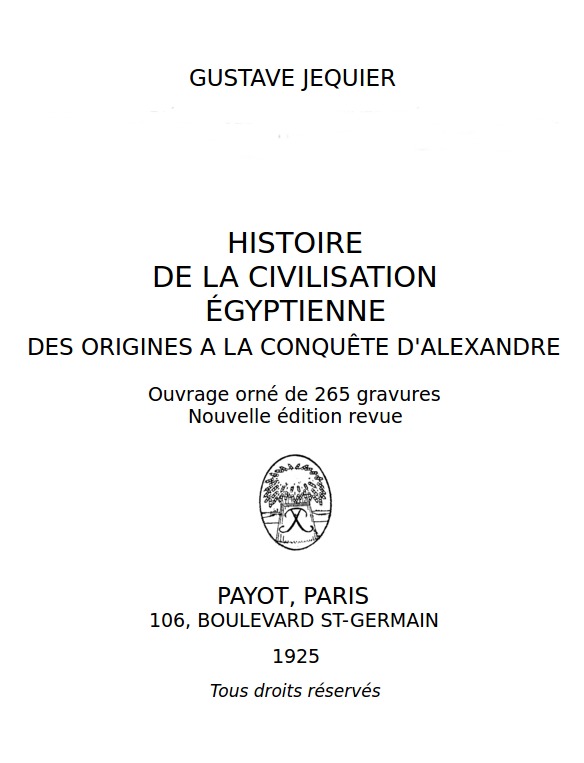 GUSTAVE JEQUIER
HISTOIRE
DE LA CIVILISATION
ÉGYPTIENNE
DES ORIGINES A LA CONQUÊTE D'ALEXANDRE
Ouvrage orné de 265 gravures
Nouvelle édition revue
PAYOT, PARIS
106, BOULEVARD ST-GERMAIN
1925
Tous droits réservés